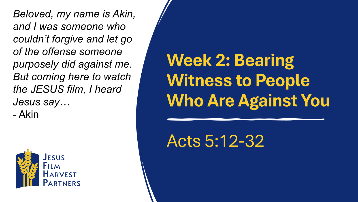 Beloved, my name is Akin,
and I was someone who
couldn't forgive and let go
of the offense someone
purposely did against me.
But coming here to watch
the JESUS film, I heard
Jesus say…
- Akin
JESUS
FILM
HARVEST
PARTNERS
Week 2: Bearing
Witness to People
Who Are Against You
Acts 5:12-32